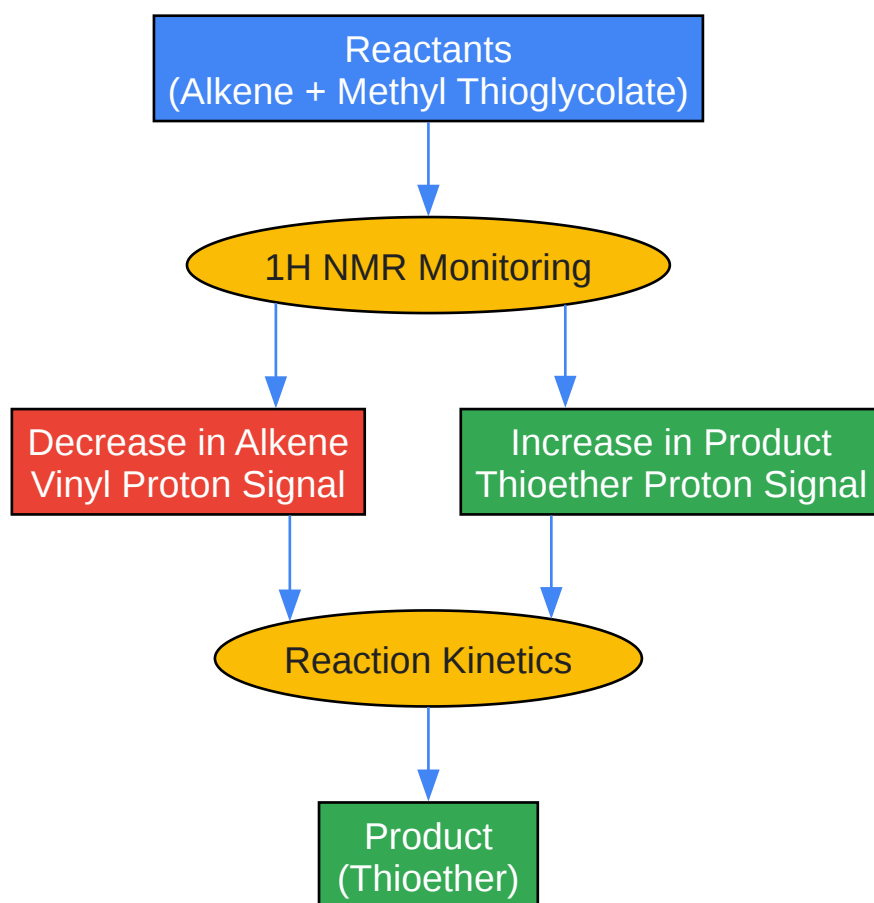 Reactants
(Alkene + Methyl Thioglycolate)
1H NMR Monitoring
Decrease in Alkene
Vinyl Proton Signal
Increase in Product
Thioether Proton Signal
Reaction Kinetics
Product
(Thioether)